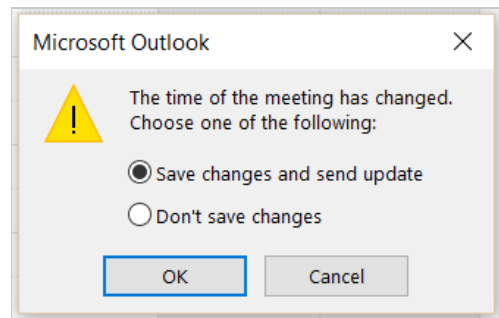 Microsoft Outlook
The time of the meeting has changed.
Choose one of the following:
Save changes and send update
Don't save changes
OK
Cancel